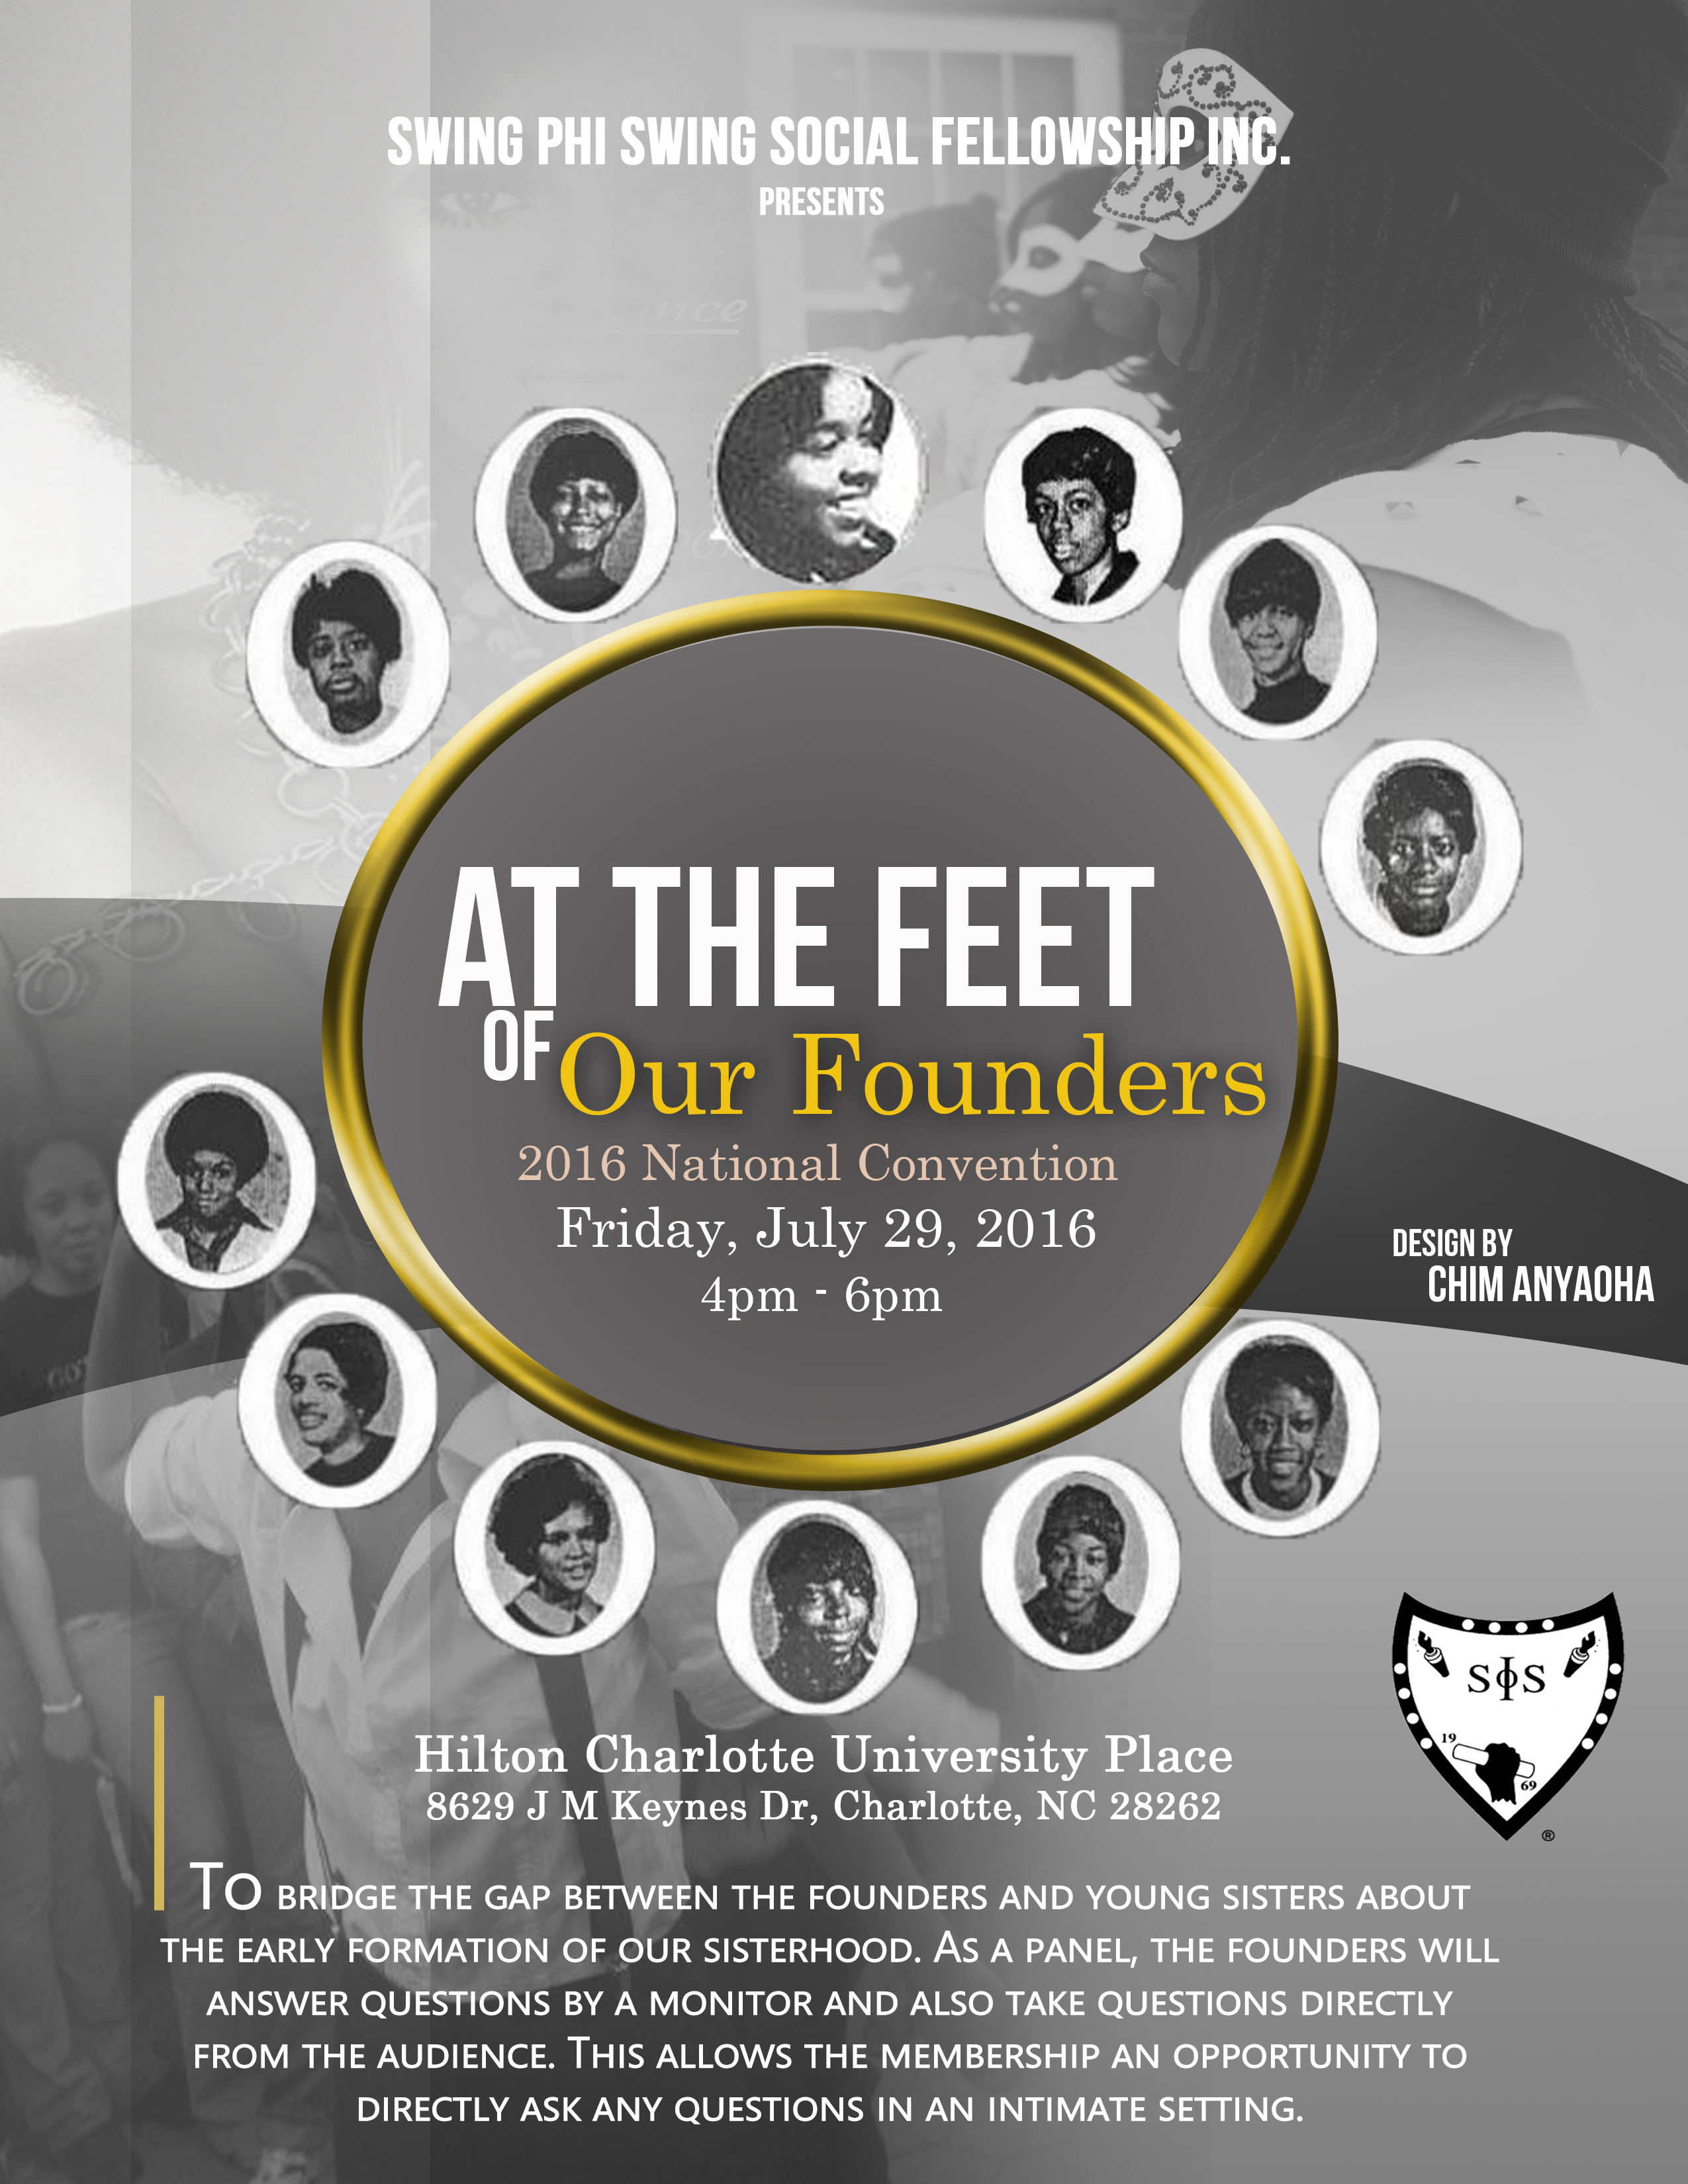 SWING PHI SWING SOCIAL FELLOWSHIP INC.
PRESENTS
AT THE FEET
OF Our Founders
2016 National Convention
Friday, July 29, 2016
4pm - 6pm
DESIGN BY
CHIM ANYAOHA
SΦS
19
69
®
Hilton Charlotte University Place
8629 J M Keynes Dr, Charlotte, NC 28262
To bridge the gap between the founders and young sisters about
the early formation of our sisterhood. As a panel, the founders will
answer questions by a monitor and also take questions directly
from the audience. This allows the membership an opportunity to
directly ask any questions in an intimate setting.